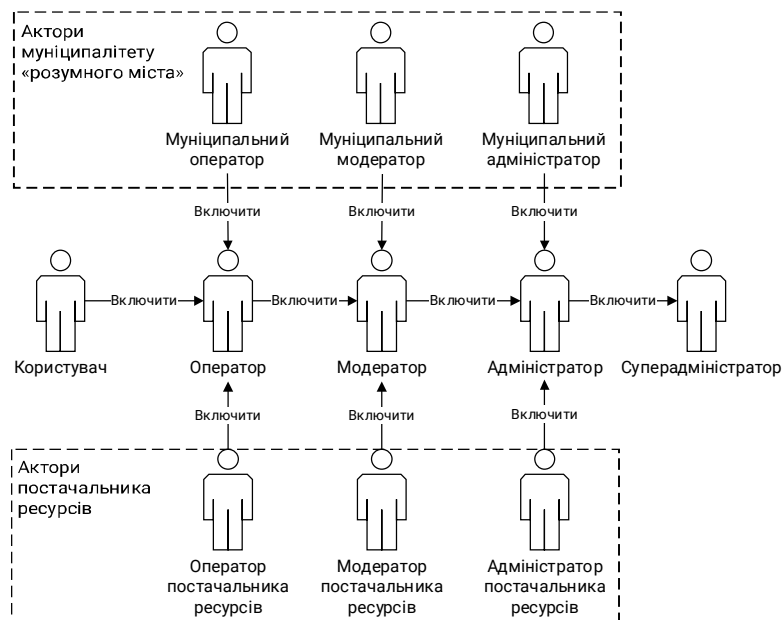 Актори
муніципалітету
«розумного міста»
Муніципальний
оператор
Муніципальний
модератор
Муніципальний
адміністратор
Включити
Включити
Включити
Включити
Включити
Включити
Включити
Користувач
Оператор
Модератор
Адміністратор
Суперадміністратор
Включити
Включити
Включити
Актори
постачальника
ресурсів
Оператор
постачальника
ресурсів
Модератор
постачальника
ресурсів
Адміністратор
постачальника
ресурсів